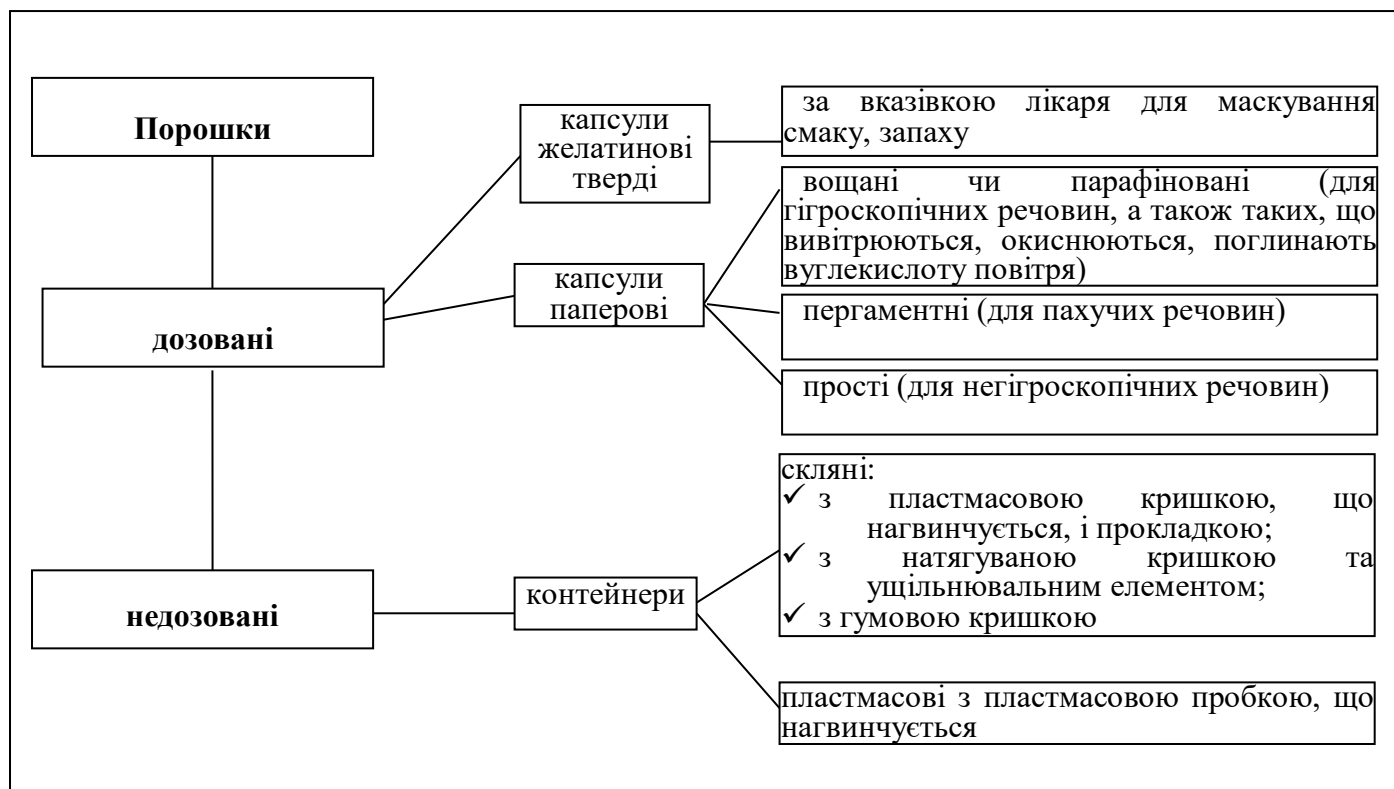 Порошки
капсули
желатинові
тверді
за вказівкою лікаря для маскування
смаку, запаху
вощані чи парафіновані (для
гігроскопічних речовин, а також таких, що
вивітрюються, окиснюються, поглинають
вуглекислоту повітря)
дозовані
капсули
паперові
пергаментні (для пахучих речовин)
прості (для негігроскопічних речовин)
недозовані
контейнери
скляні:
✓ з пластмасовою кришкою, що
нагвинчується, і прокладкою;
✓ з натягуваною кришкою та
ущільнювальним елементом;
✓ з гумовою кришкою
пластмасові з пластмасовою пробкою, що
нагвинчується